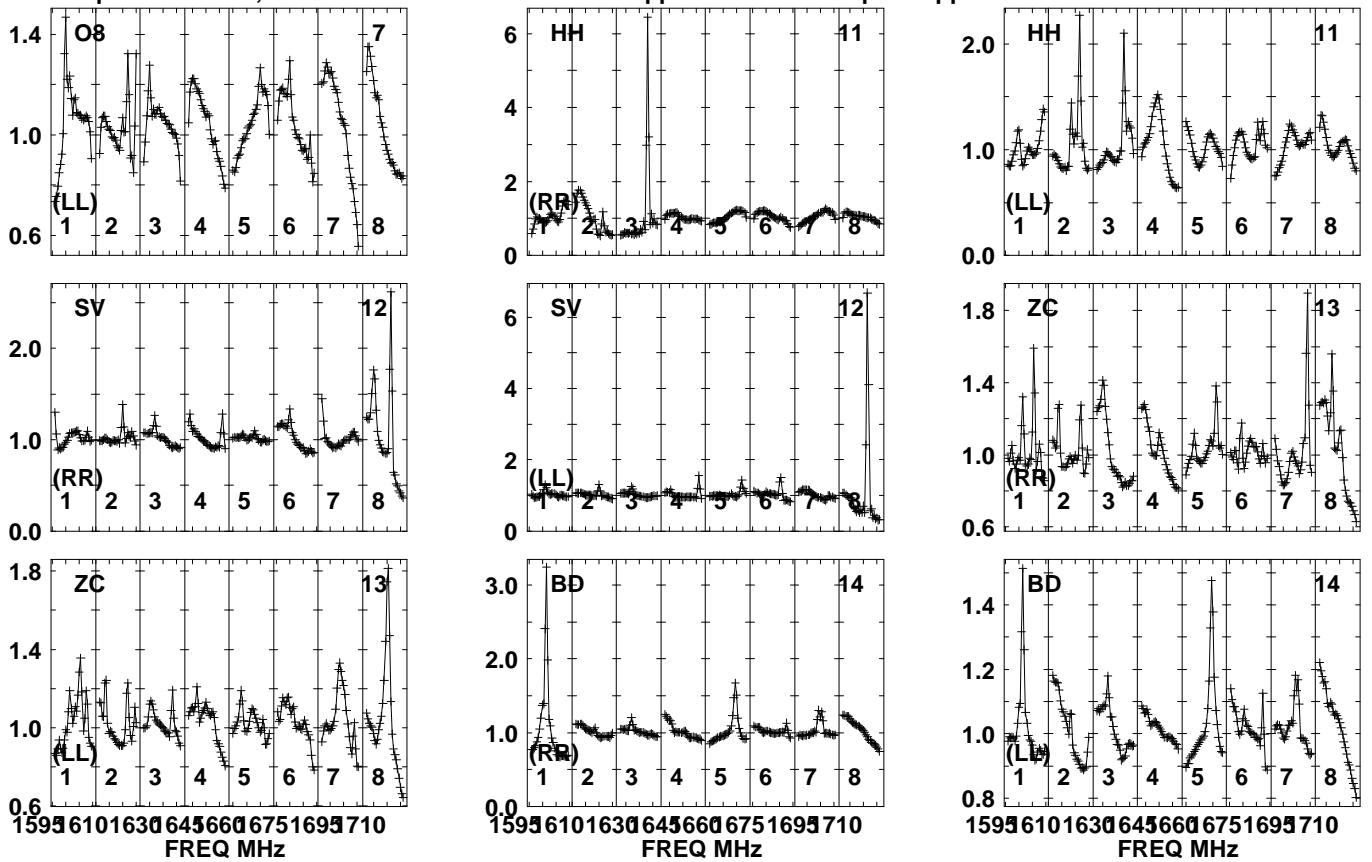 O8 7
1.4
1.0
0.6
(LL)
1 2 3 4 5 6 7 8
HH 11
6
4
2
0
(RR)
1 2 3 4 5 6 7 8
HH 11
2.0
1.0
0.0
(LL)
1 2 3 4 5 6 7 8
SV 12
2.0
1.0
0.0
(RR)
1 2 3 4 5 6 7 8
SV 12
6
4
2
0
(LL)
1 2 3 4 5 6 7 8
ZC 13
1.8
1.4
1.0
0.6
(RR)
1 2 3 4 5 6 7 8
ZC 13
1.8
1.4
1.0
0.6
(LL)
1 2 3 4 5 6 7 8
1595 1610 1630 1645 1660 1675 1695 1710
FREQ MHz
BD 14
3.0
2.0
1.0
0.0
(RR)
1 2 3 4 5 6 7 8
1595 1610 1630 1645 1660 1675 1695 1710
FREQ MHz
BD 14
1.4
1.2
1.0
0.8
(LL)
1 2 3 4 5 6 7 8
1595 1610 1630 1645 1660 1675 1695 1710
FREQ MHz